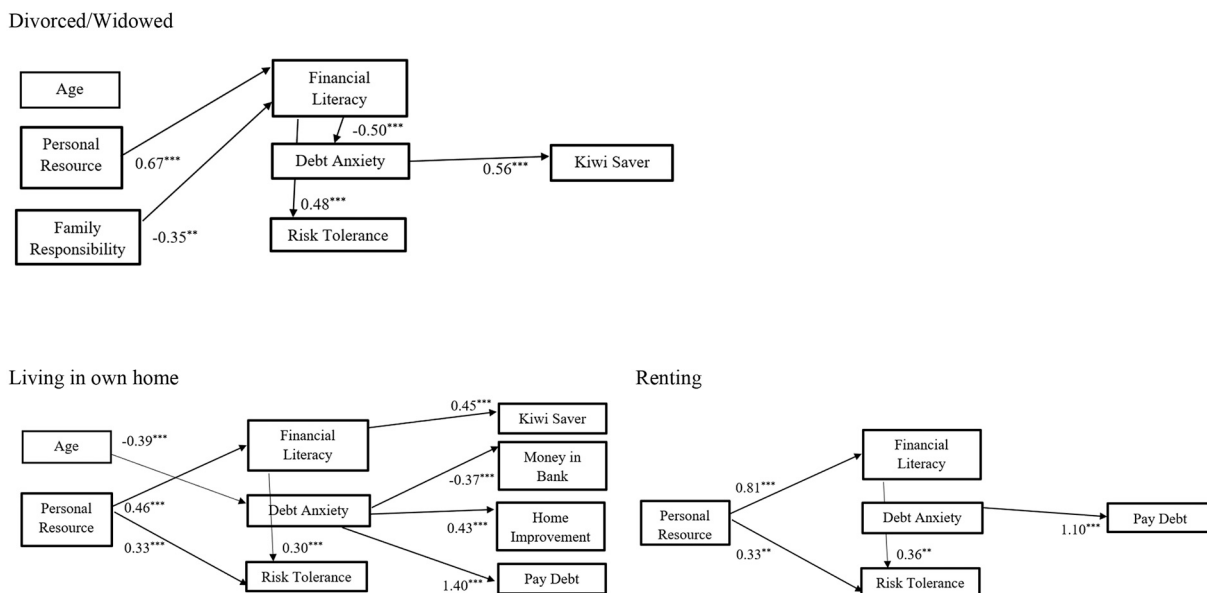 Divorced/Widowed
Age
Financial
Literacy
Personal
Resource
0.67***
-0.50***
Debt Anxiety
0.56***
Kiwi Saver
Family
Responsibility
-0.35**
0.48***
Risk Tolerance
Living in own home
Age
-0.39***
Financial
Literacy
0.45***
Kiwi Saver
Money in
Bank
-0.37***
Personal
Resource
0.46***
0.33***
Debt Anxiety
0.43***
Home
Improvement
0.30***
Risk Tolerance
1.40***
Pay Debt
Renting
Financial
Literacy
0.81***
Personal
Resource
0.33**
Debt Anxiety
1.10***
Pay Debt
0.36**
Risk Tolerance